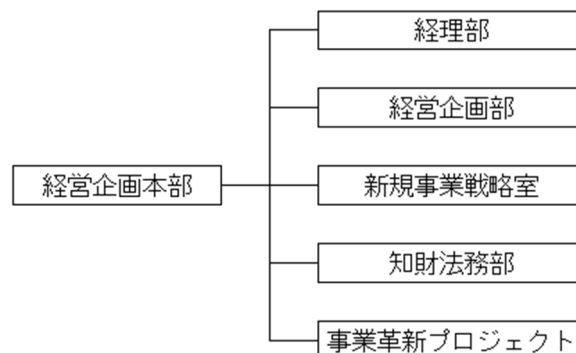 経理部
経営企画部
経営企画本部
新規事業戦略室
知財法務部
事業革新プロジェクト